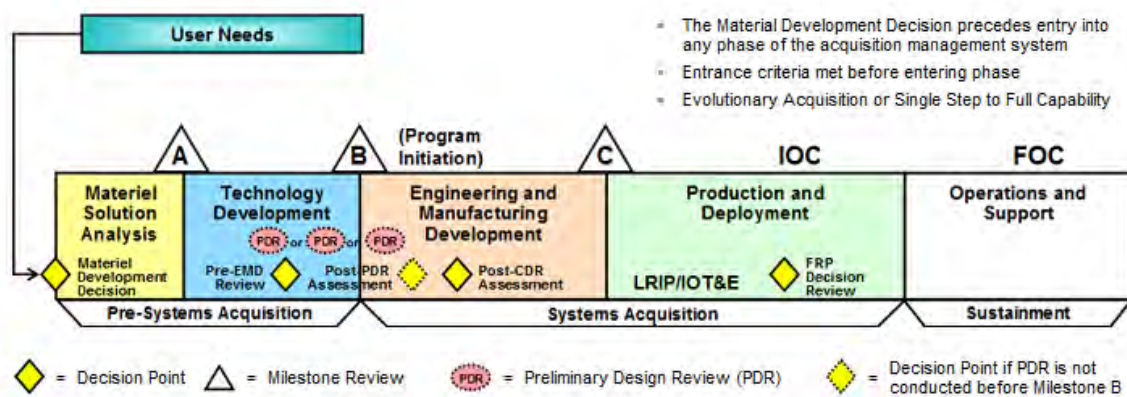 User Needs
The Material Development Decision precedes entry into
any phase of the acquisition management system
Entrance criteria met before entering phase
Evolutionary Acquisition or Single Step to Full Capability
A
B
(Program
Initiation)
C
IOC
FOC
Materiel
Solution
Analysis
Technology
Development
Engineering and
Manufacturing
Development
Production and
Deployment
Operations and
Support
PDR or PDR or PDR
Materiel
Development
Decision
Pre-EMD
Review
Post-PDR
Assessment
Post-CDR
Assessment
LRIP/IOT&E
FRP
Decision
Review
Pre-Systems Acquisition
Systems Acquisition
Sustainment
= Decision Point
= Milestone Review
PDR = Preliminary Design Review (PDR)
= Decision Point if PDR is not
conducted before Milestone B